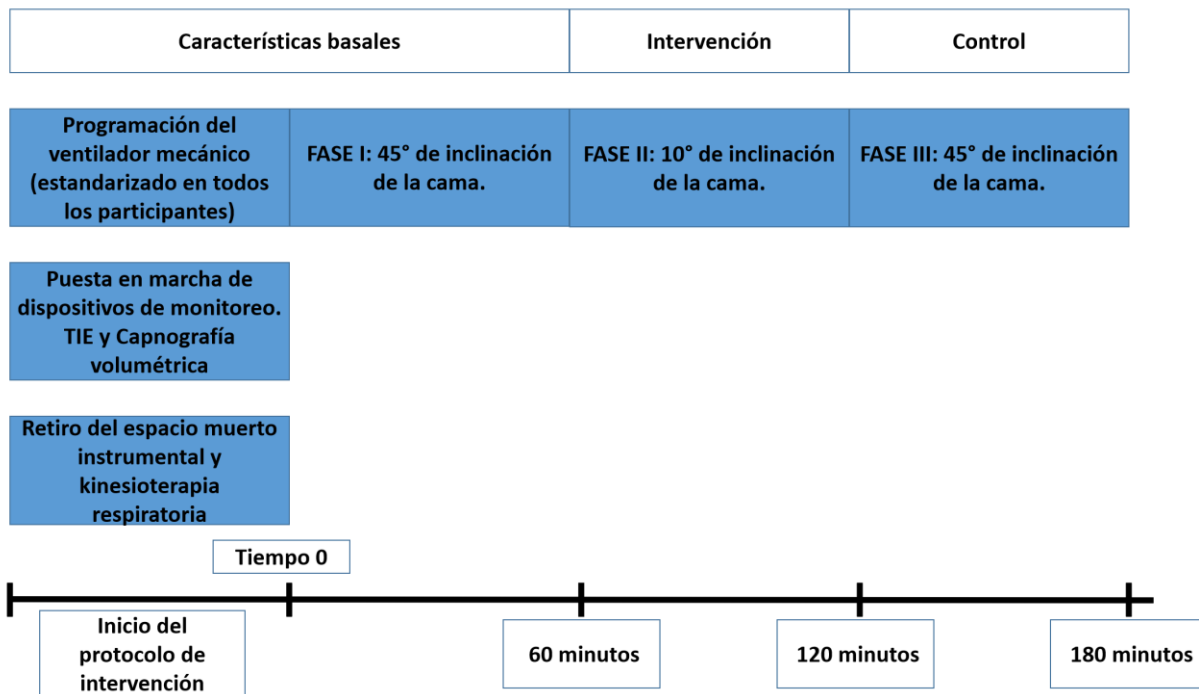 Características basales
Intervención
Control
Programación del
ventilador mecánico
(estandarizado en todos
los participantes)
FASE I: 45° de inclinación
de la cama.
FASE II: 10° de inclinación
de la cama.
FASE III: 45° de inclinación
de la cama.
Puesta en marcha de
dispositivos de monitoreo.
TIE y Capnografía
volumétrica
Retiro del espacio muerto
instrumental y
kinesioterapia
respiratoria
Tiempo 0
Inicio del
protocolo de
intervención
60 minutos
120 minutos
180 minutos